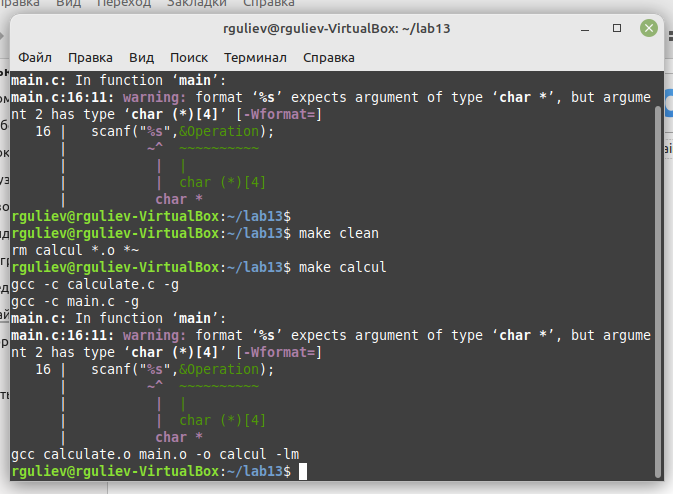 равка Вид Переход Закладки Справка
rguliev@rguliev-VirtualBox: ~/lab13
Файл Правка Вид Поиск Терминал Справка
main.c: In function ‘main’:
main.c:16:11: warning: format ‘%s’ expects argument of type ‘char *’, but argume
nt 2 has type ‘char (*)[4]’ [-Wformat=]
   16 |   scanf("%s",&Operation);
      |          ~^  ~~~~~~~~~~
      |           |  |
      |           |  char (*)[4]
      |           char *
rguliev@rguliev-VirtualBox:~/lab13$
rguliev@rguliev-VirtualBox:~/lab13$ make clean
rm calcul *.o *~
rguliev@rguliev-VirtualBox:~/lab13$ make calcul
gcc -c calculate.c -g
gcc -c main.c -g
main.c: In function ‘main’:
main.c:16:11: warning: format ‘%s’ expects argument of type ‘char *’, but argume
nt 2 has type ‘char (*)[4]’ [-Wformat=]
   16 |   scanf("%s",&Operation);
      |          ~^  ~~~~~~~~~~
      |           |  |
      |           |  char (*)[4]
      |           char *
gcc calculate.o main.o -o calcul -lm
rguliev@rguliev-VirtualBox:~/lab13$